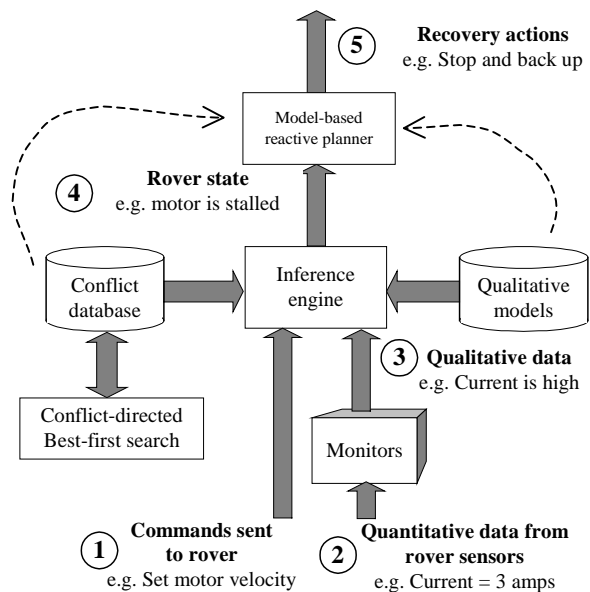 5
Recovery actions
e.g. Stop and back up
Model-based
reactive planner
4
Rover state
e.g. motor is stalled
Conflict
database
Inference
engine
Qualitative
models
3
Qualitative data
e.g. Current is high
Conflict-directed
Best-first search
Monitors
1
Commands sent
to rover
e.g. Set motor velocity
2
Quantitative data from
rover sensors
e.g. Current = 3 amps